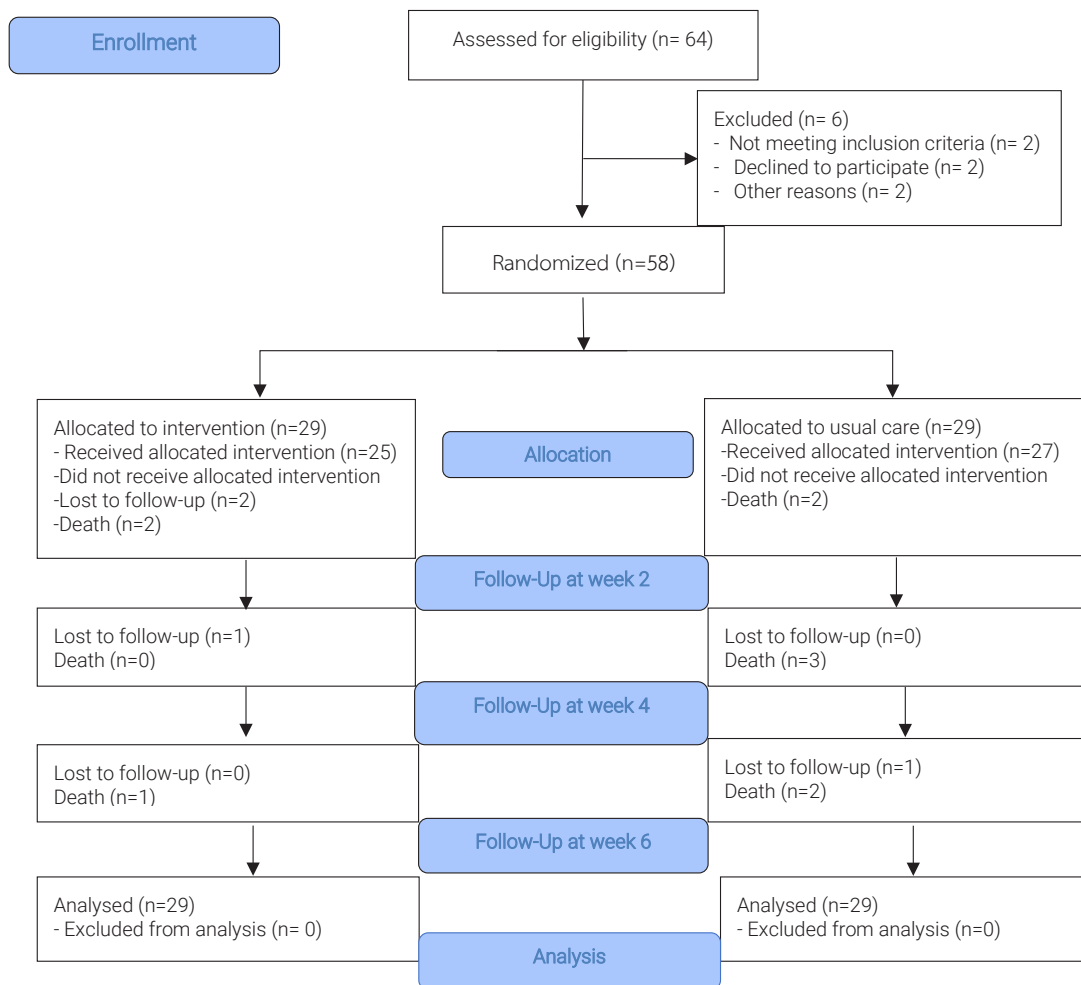 Enrollment
Assessed for eligibility (n= 64)
Excluded (n= 6)
- Not meeting inclusion criteria (n= 2)
- Declined to participate (n= 2)
- Other reasons (n= 2)
Randomized (n=58)
Allocated to intervention (n=29)
- Received allocated intervention (n=25)
-Did not receive allocated intervention
-Lost to follow-up (n=2)
-Death (n=2)
Allocation
Allocated to usual care (n=29)
-Received allocated intervention (n=27)
-Did not receive allocated intervention
-Death (n=2)
Follow-Up at week 2
Lost to follow-up (n=1)
Death (n=0)
Lost to follow-up (n=0)
Death (n=3)
Follow-Up at week 4
Lost to follow-up (n=0)
Death (n=1)
Lost to follow-up (n=1)
Death (n=2)
Follow-Up at week 6
Analysed (n=29)
- Excluded from analysis (n= 0)
Analysed (n=29)
- Excluded from analysis (n=0)
Analysis